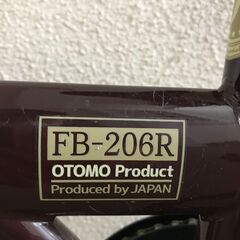 FB-206R
OTOMO Product
Produced by JAPAN